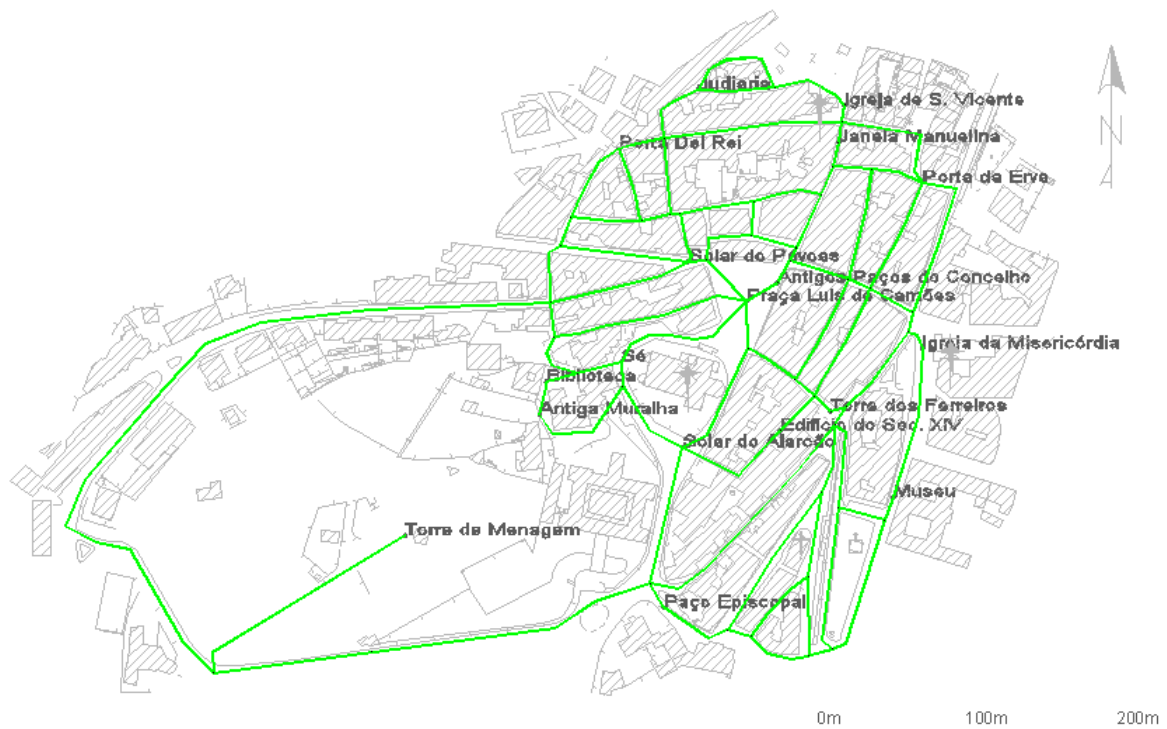 Judiaria
Igreja de S. Vicente
Janela Manuelina
Porta Del Rei
Porta da Erva
Solar do Póvoas
Antigos Paços do Concelho
Praça Luís de Camões
Igreja da Misericórdia
Sé
Biblioteca
Antiga Muralha
Torre dos Ferreiros
Edifício do Sec. XIV
Solar do Alarcão
Museu
Torre de Menagem
Paço Episcopal
N
0m 100m 200m